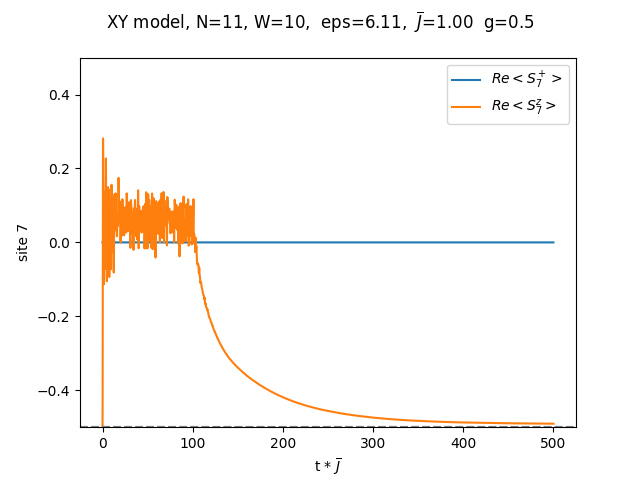 XY model, N=11, W=10,  eps=6.11, J̄=1.00  g=0.5
Re<S₇⁺>
Re<S₇ᶻ>
0.4
0.2
0.0
−0.2
−0.4
site 7
0
100
200
300
400
500
t * J̄